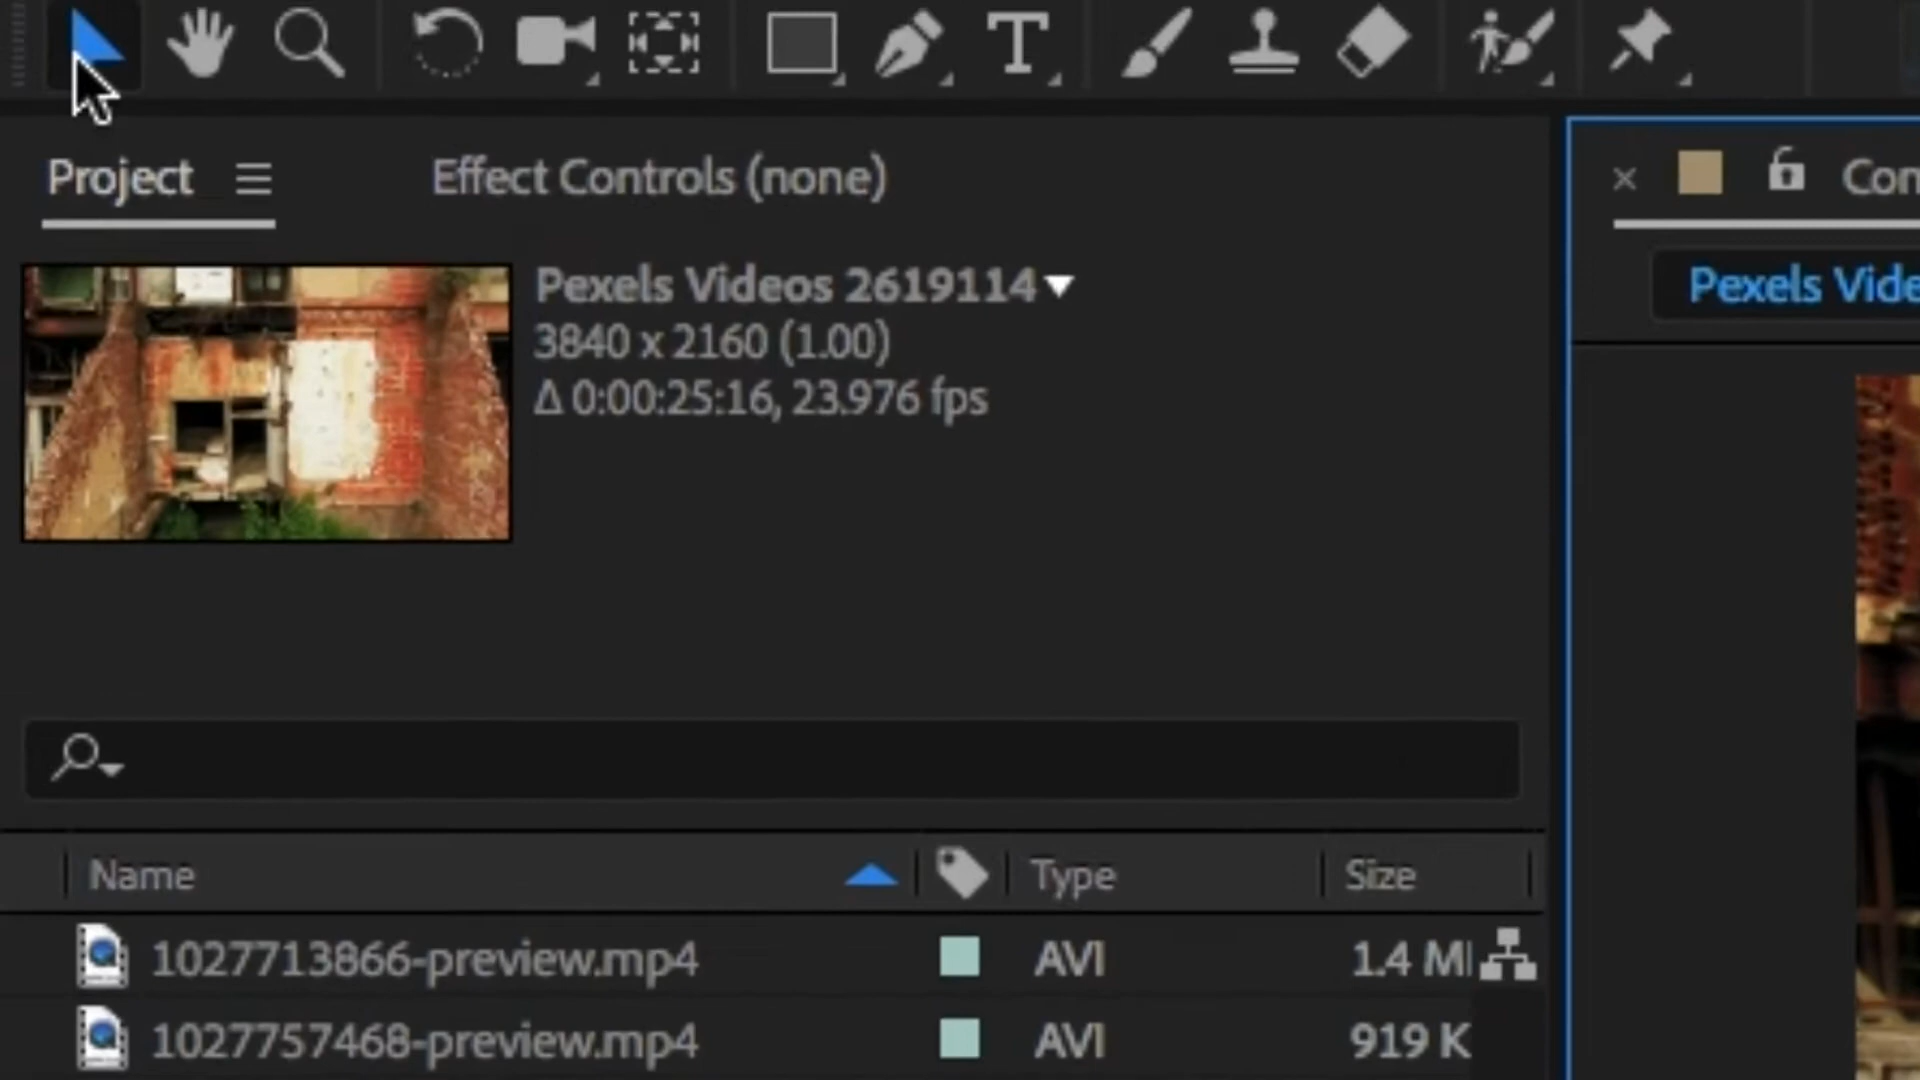 Project
Effect Controls (none)
Pexels Videos 2619114
3840 x 2160 (1.00)
Δ 0:00:25:16, 23.976 fps
Name
Type
Size
1027713866-preview.mp4
AVI
1.4 M
1027757468-preview.mp4
AVI
919 K
Con
Pexels Vide